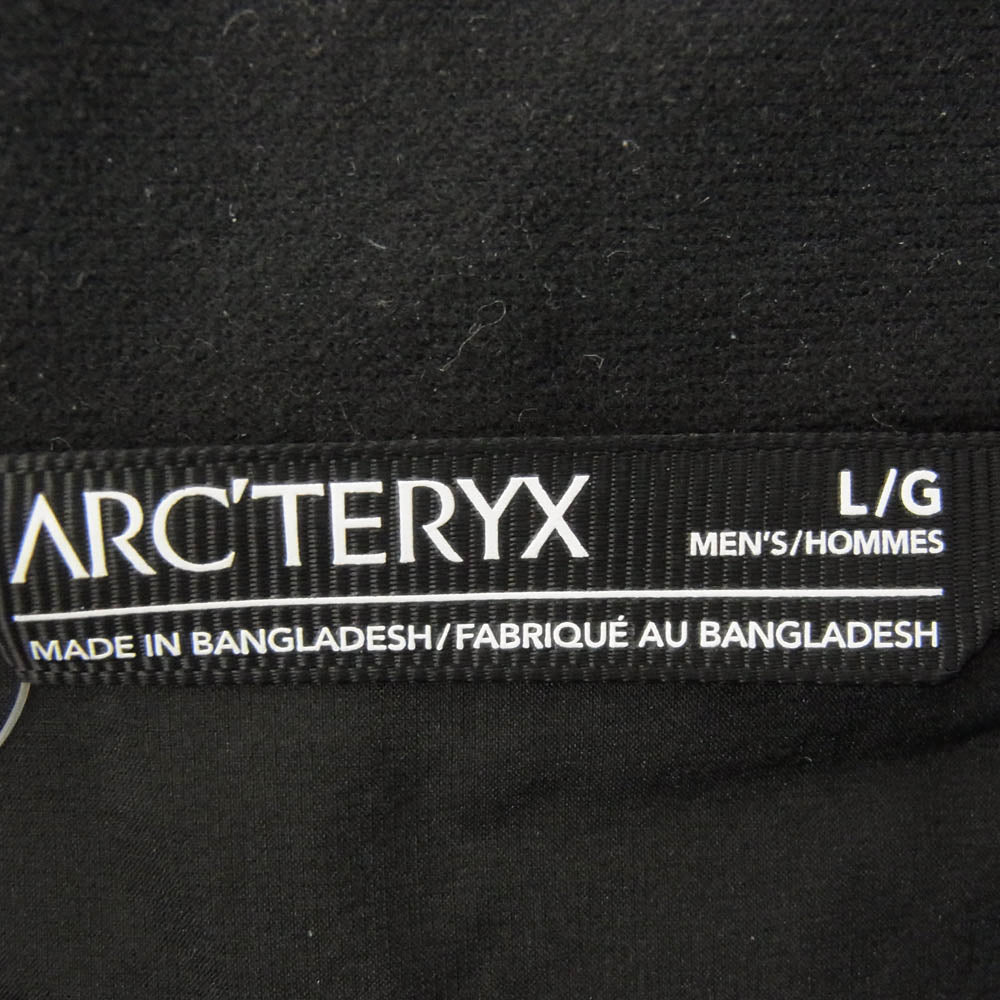 ARC'TERYX
L/G
MEN'S/HOMMES
MADE IN BANGLADESH/FABRIQUÉ AU BANGLADESH